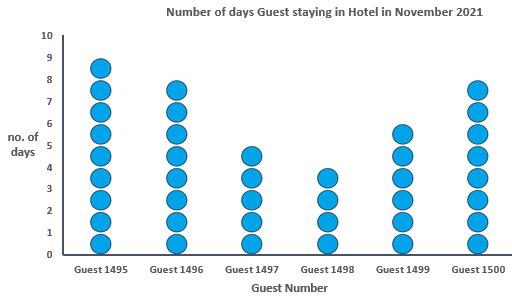 Number of days Guest staying in Hotel in November 2021
10
9
8
7
6
5
4
3
2
1
0
no. of
days
Guest 1495 Guest 1496 Guest 1497 Guest 1498 Guest 1499 Guest 1500
Guest Number